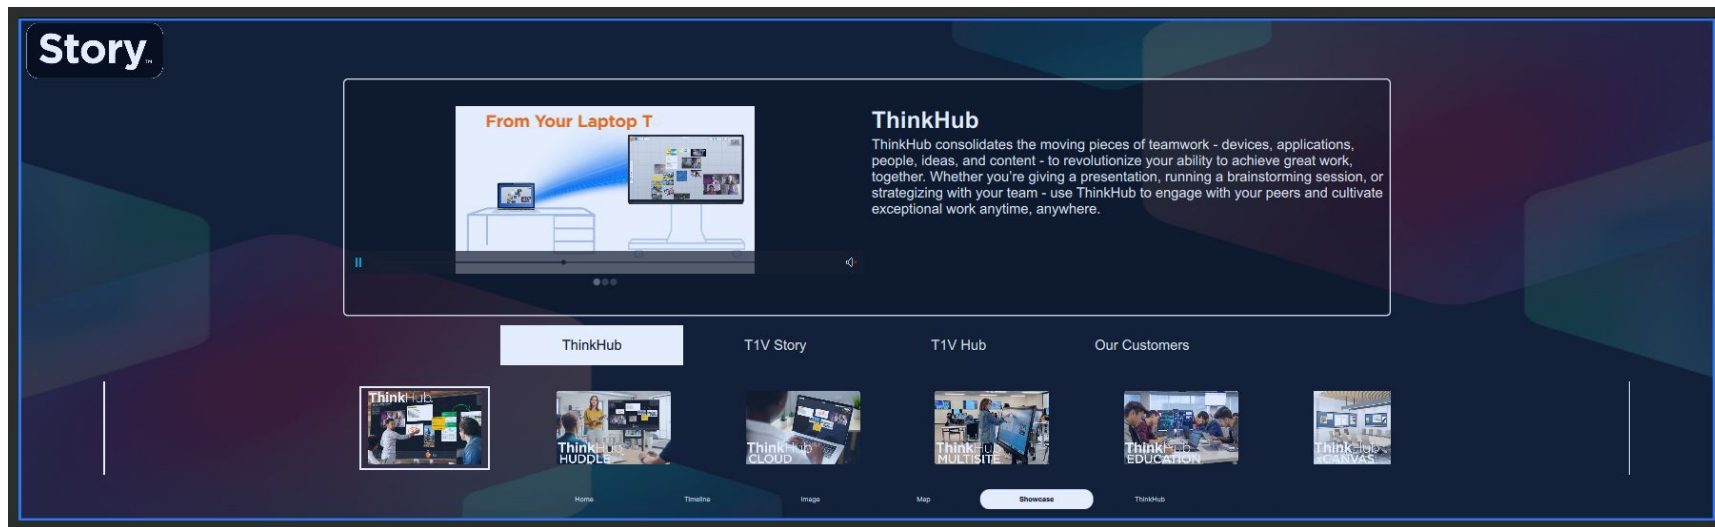 Story™
From Your Laptop T
ThinkHub
ThinkHub consolidates the moving pieces of teamwork - devices, applications,
people, ideas, and content - to revolutionize your ability to achieve great work,
together. Whether you're giving a presentation, running a brainstorming session, or
strategizing with your team - use ThinkHub to engage with your peers and cultivate
exceptional work anytime, anywhere.
ThinkHub T1V Story T1V Hub Our Customers
ThinkHub
ThinkHub
HUDDLE
ThinkHub
CLOUD
ThinkHub
MULTISITE
ThinkHub
EDUCATION
ThinkHub
xCANVAS
Home Timeline Image Map Showcase ThinkHub